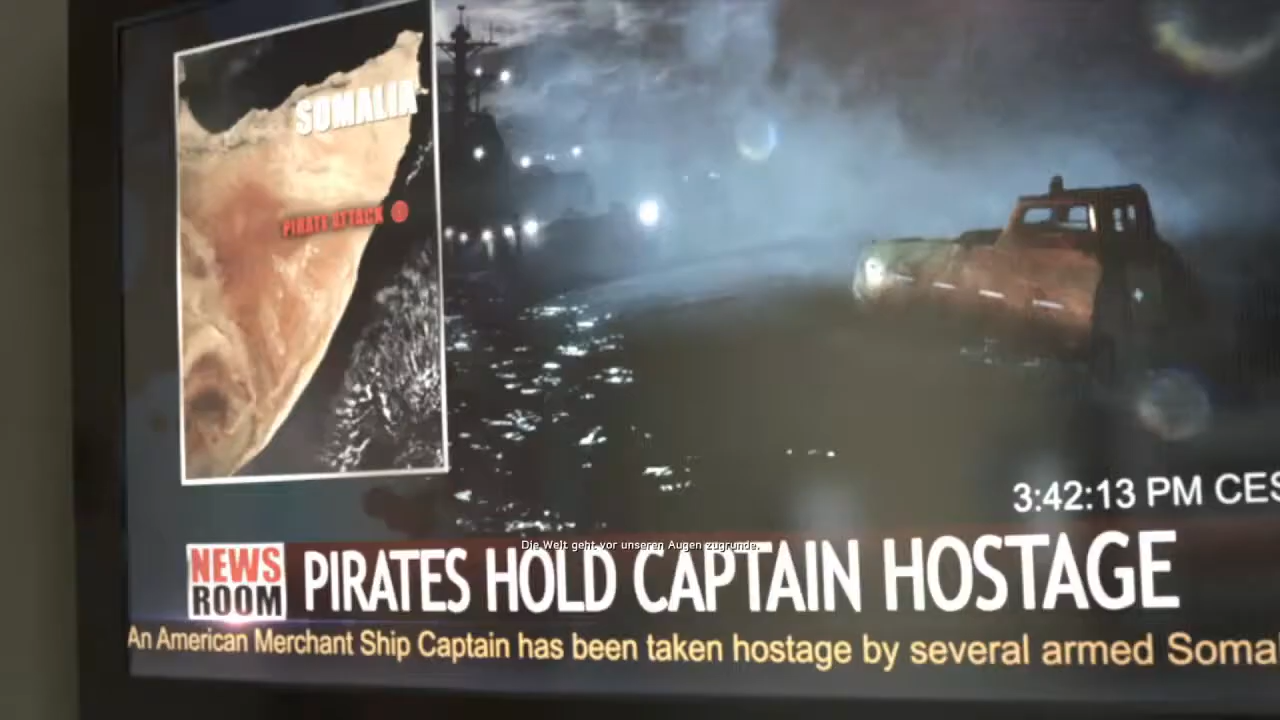 SOMALIA
PIRATE ATTACK
3:42:13 PM CES
Die Welt geht vor unseren Augen zugrunde.
NEWS
ROOM
PIRATES HOLD CAPTAIN HOSTAGE
An American Merchant Ship Captain has been taken hostage by several armed Somal